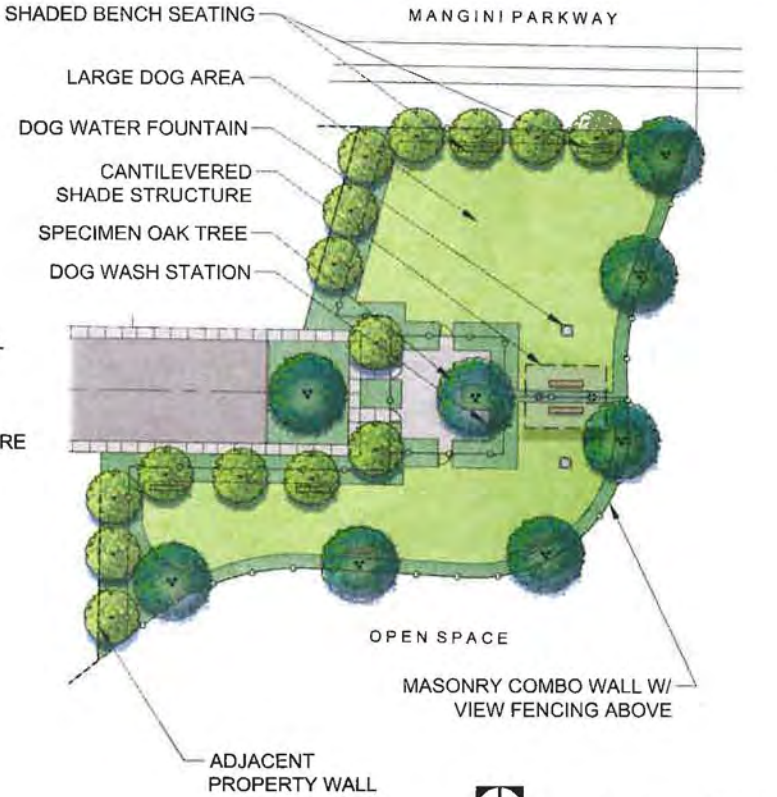 SHADED BENCH SEATING
MANGINI PARKWAY
LARGE DOG AREA
DOG WATER FOUNTAIN
CANTILEVERED
SHADE STRUCTURE
SPECIMEN OAK TREE
DOG WASH STATION
RE
OPEN SPACE
MASONRY COMBO WALL W/
VIEW FENCING ABOVE
ADJACENT
PROPERTY WALL